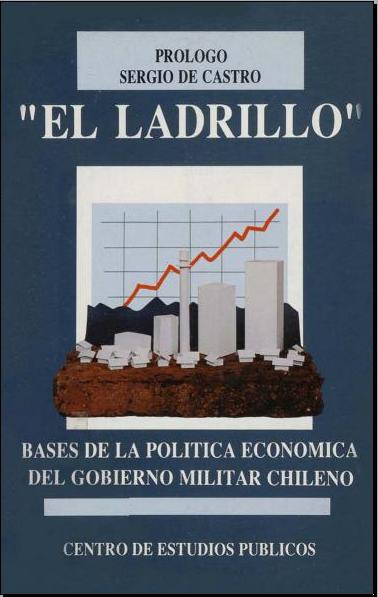 PROLOGO
SERGIO DE CASTRO
"EL LADRILLO"
BASES DE LA POLITICA ECONOMICA
DEL GOBIERNO MILITAR CHILENO
CENTRO DE ESTUDIOS PUBLICOS